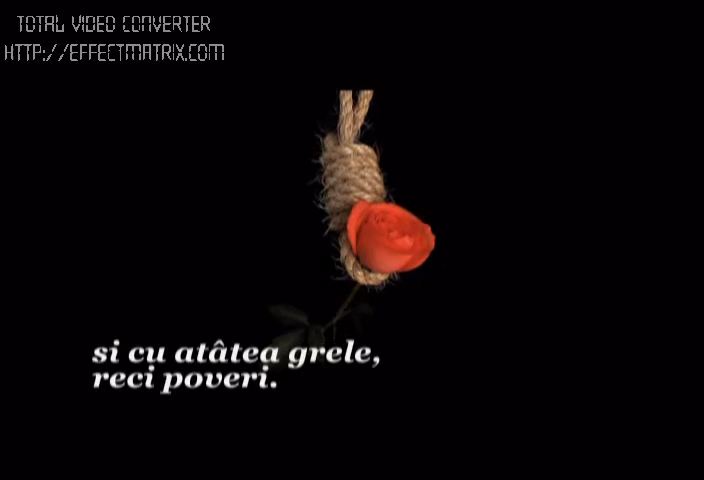 TOTAL VIDEO CONVERTER
HTTP://EFFECTMATRIX.COM
si cu atâtea grele,
reci poveri.